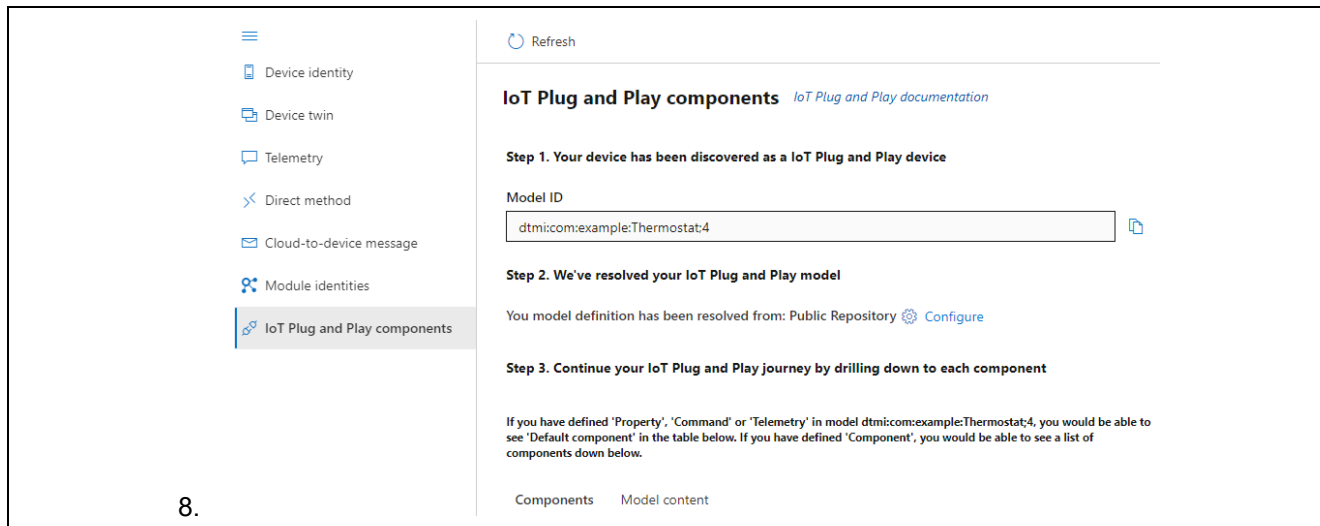 Refresh
Device identity
Device twin
Telemetry
Direct method
Cloud-to-device message
Module identities
IoT Plug and Play components
IoT Plug and Play components IoT Plug and Play documentation
Step 1. Your device has been discovered as a IoT Plug and Play device
Model ID
dtmi:com:example:Thermostat;4
Step 2. We've resolved your IoT Plug and Play model
You model definition has been resolved from: Public Repository Configure
Step 3. Continue your IoT Plug and Play journey by drilling down to each component
If you have defined 'Property', 'Command' or 'Telemetry' in model dtmi:com:example:Thermostat;4, you would be able to
see 'Default component' in the table below. If you have defined 'Component', you would be able to see a list of
components down below.
Components Model content
8.